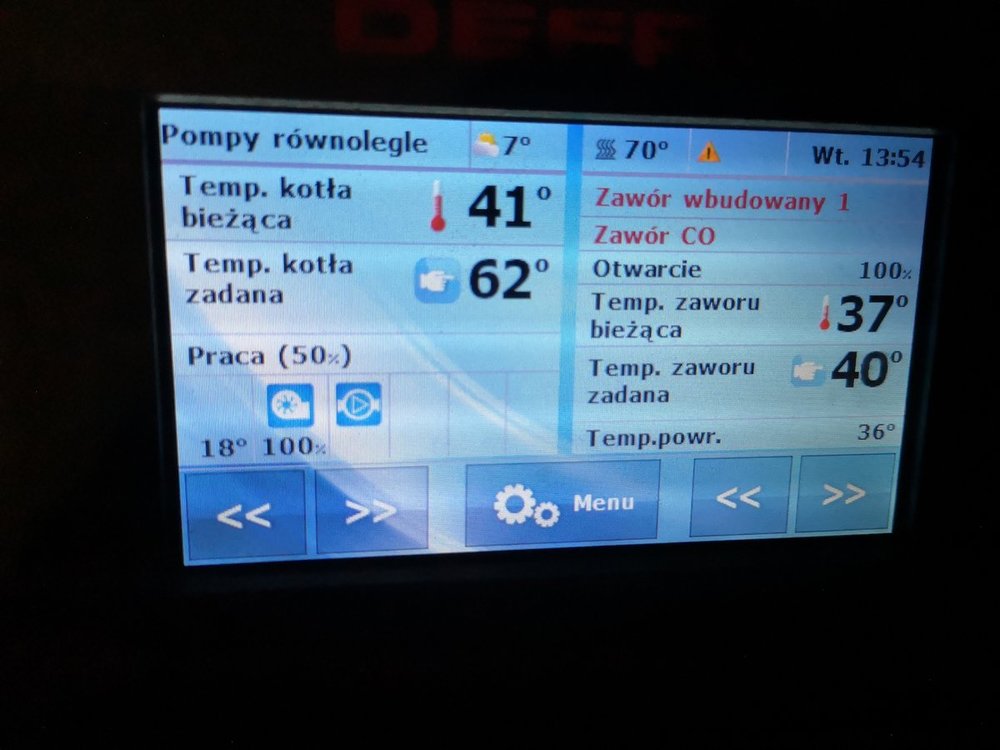 DEFRO
Pompy równolegle
7°
70°
Wt. 13:54
Temp. kotła
bieżąca
41°
Temp. kotła
zadana
62°
Praca (50%)
18° 100%
<<
>>
Menu
Zawór wbudowany 1
Zawór CO
Otwarcie 100%
Temp. zaworu
bieżąca
37°
Temp. zaworu
zadana
40°
Temp.powr. 36°
<<
>>